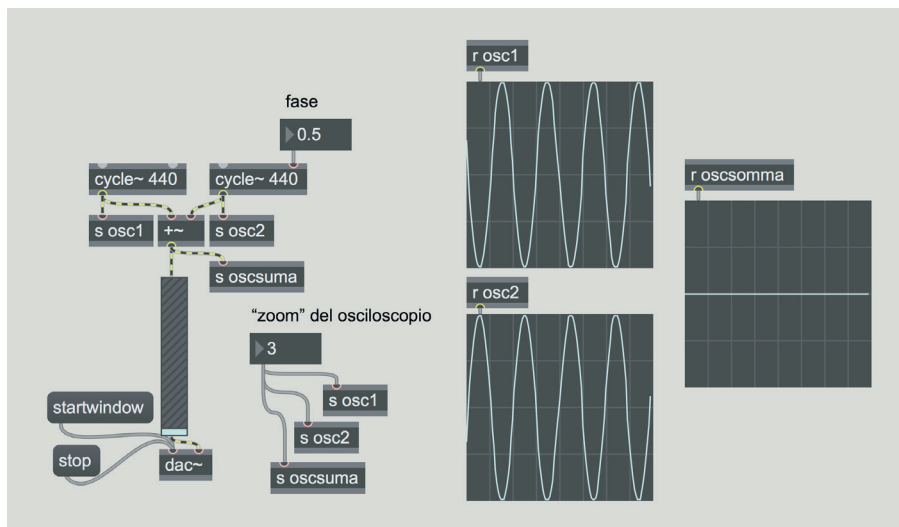 fase
0.5
cycle~ 440
cycle~ 440
s osc1
+~
s osc2
s oscsuma
“zoom” del osciloscopio
3
s osc1
s osc2
s oscsuma
startwindow
stop
dac~
r osc1
r osc2
r oscsomma